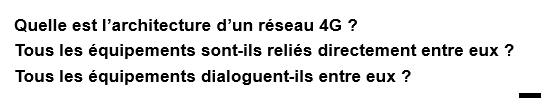 Quelle est l’architecture d’un réseau 4G ?
Tous les équipements sont-ils reliés directement entre eux ?
Tous les équipements dialoguent-ils entre eux ?